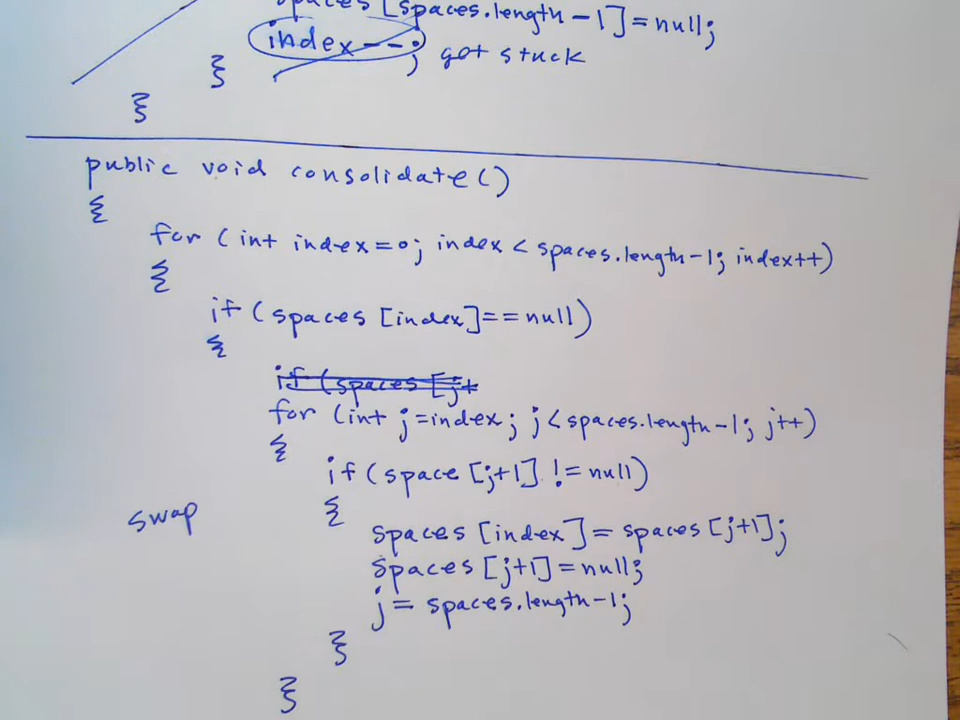 spaces [spaces.length - 1] = null;
index--; got stuck
}
}
public void consolidate()
{
for (int index = 0; index < spaces.length - 1; index++)
{
if (spaces [index] == null)
{
if (spaces [j+
for (int j = index; j < spaces.length - 1; j++)
{
if (space [j+1] != null)
{
swap
spaces [index] = spaces [j+1];
spaces [j+1] = null;
j = spaces.length - 1;
}
}